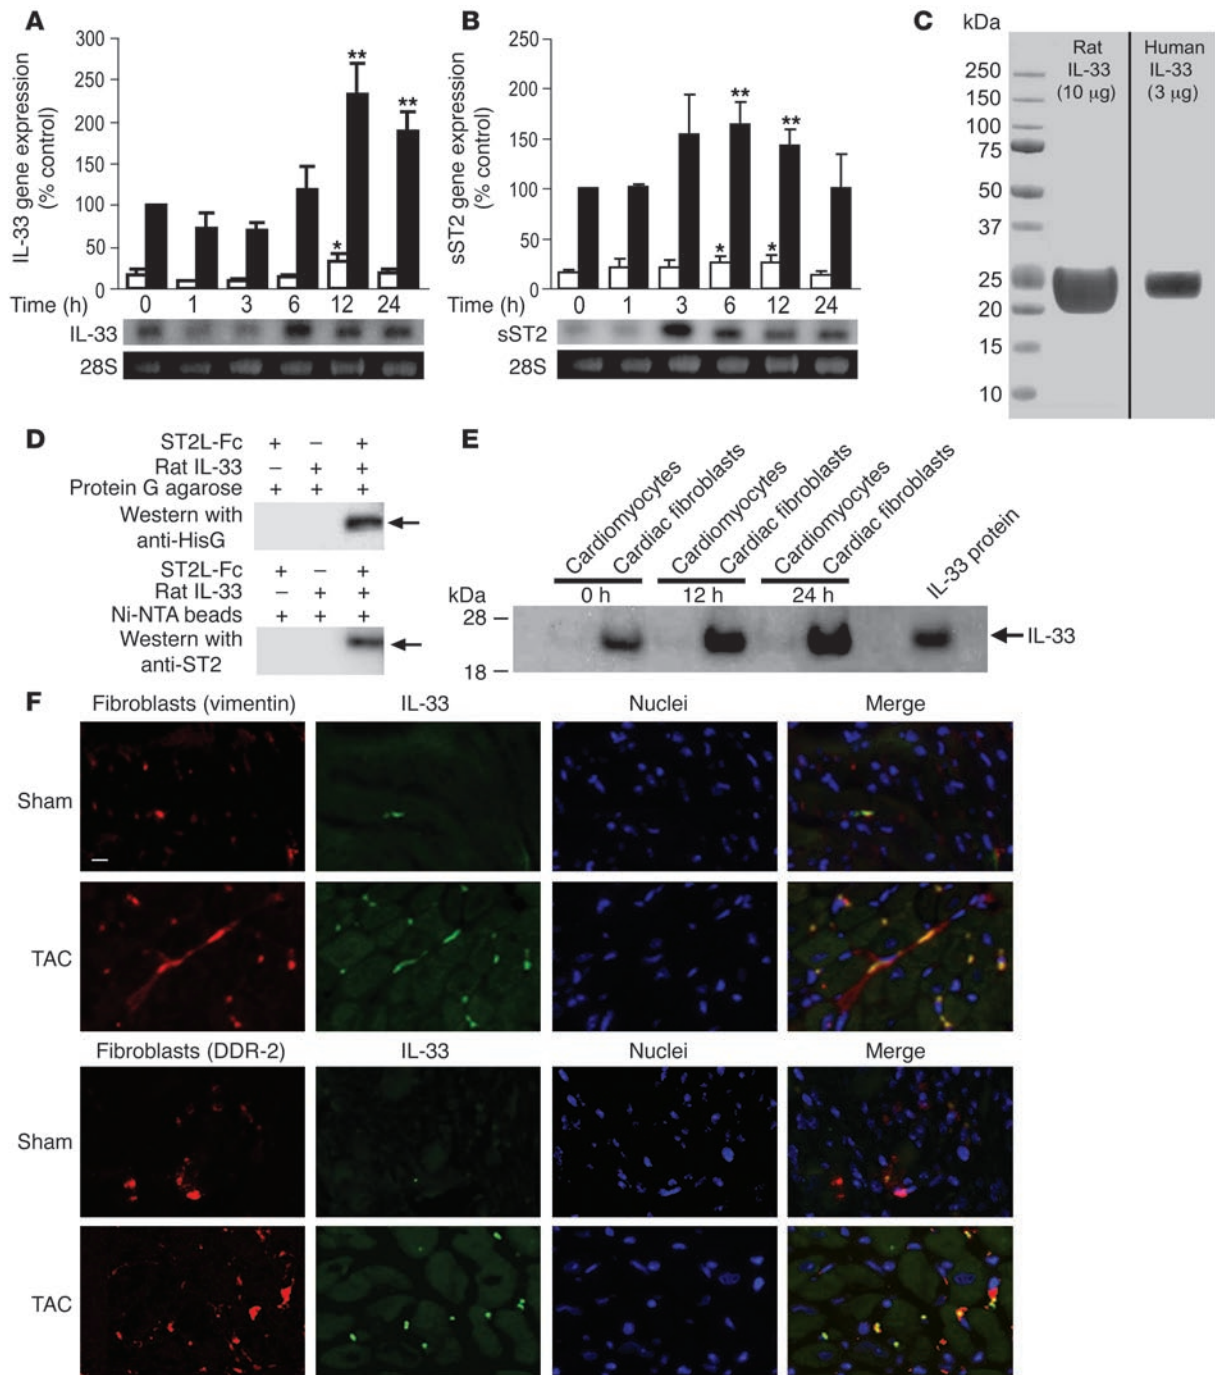 A
IL-33 gene expression
(% control)
300
250
200
150
100
50
0
**
**
*
Time (h) 0 1 3 6 12 24
IL-33
28S
B
sST2 gene expression
(% control)
250
200
150
100
50
0
**
**
*
*
Time (h) 0 1 3 6 12 24
sST2
28S
C
kDa
Rat
IL-33
(10 µg)
Human
IL-33
(3 µg)
250
150
100
75
50
37
25
20
15
10
D
ST2L-Fc + – +
Rat IL-33 – + +
Protein G agarose + + +
Western with
anti-HisG
ST2L-Fc + – +
Rat IL-33 – + +
Ni-NTA beads + + +
Western with
anti-ST2
E
Cardiomyocytes
Cardiac fibroblasts
Cardiomyocytes
Cardiac fibroblasts
Cardiomyocytes
Cardiac fibroblasts
IL-33 protein
kDa 0 h 12 h 24 h
28
18
IL-33
F
Fibroblasts (vimentin) IL-33 Nuclei Merge
Sham
TAC
Fibroblasts (DDR-2) IL-33 Nuclei Merge
Sham
TAC